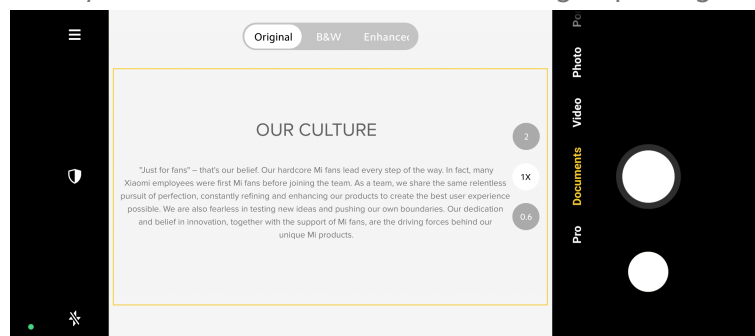 Original B&W Enhanced
OUR CULTURE
2
1X
0.6
"Just for fans" – that's our belief. Our hardcore Mi fans lead every step of the way. In fact, many
Xiaomi employees were first Mi fans before joining the team. As a team, we share the same relentless
pursuit of perfection, constantly refining and enhancing our products to create the best user experience
possible. We are also fearless in testing new ideas and pushing our own boundaries. Our dedication
and belief in innovation, together with the support of Mi fans, are the driving forces behind our
unique Mi products.
Pro Documents Video Photo